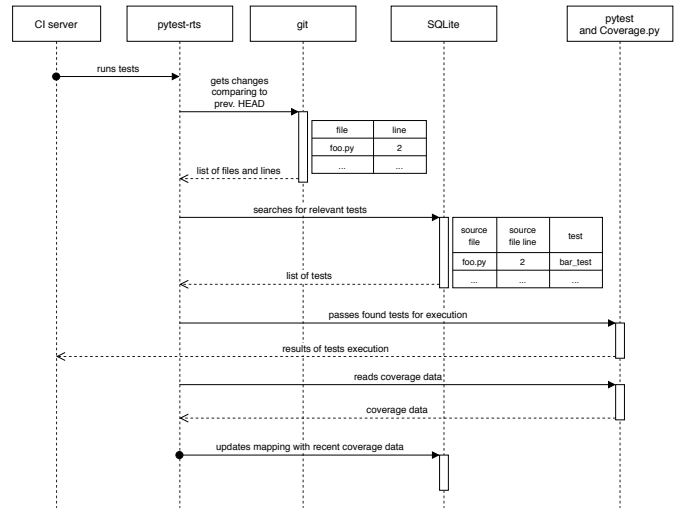 CI server
pytest-rts
git
SQLite
pytest
and Coverage.py
runs tests
gets changes
comparing to
prev. HEAD
file line
foo.py 2
... ...
list of files and lines
searches for relevant tests
source file source file line test
foo.py 2 bar_test
... ... ...
list of tests
passes found tests for execution
results of tests execution
reads coverage data
coverage data
updates mapping with recent coverage data